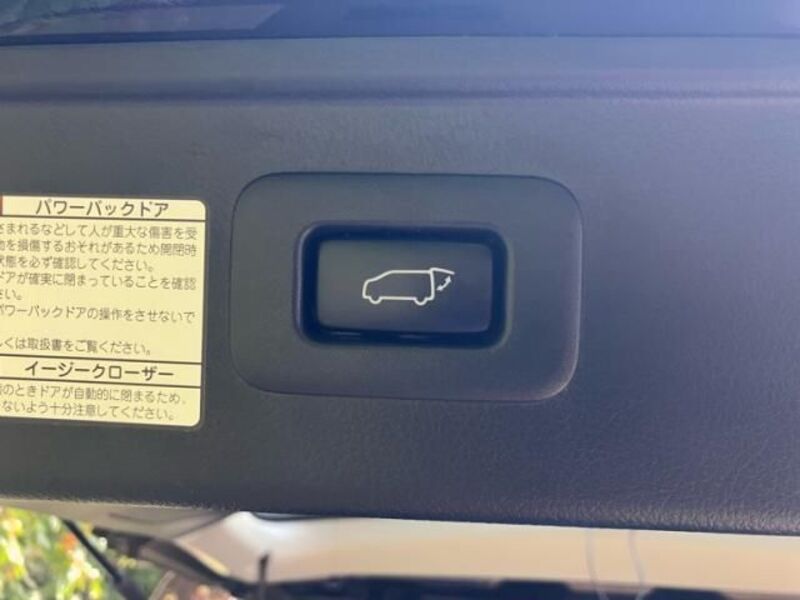 パワーバックドア
さまれるなどして人が重大な傷害を受
物を損傷するおそれがあるため開閉時
状態を必ず確認してください。
ドアが確実に閉まっていることを確認
さい。
パワーバックドアの操作をさせないで
しくは取扱書をご覧ください。
イージークローザー
のときドアが自動的に閉まるため、
ないよう十分注意してください。